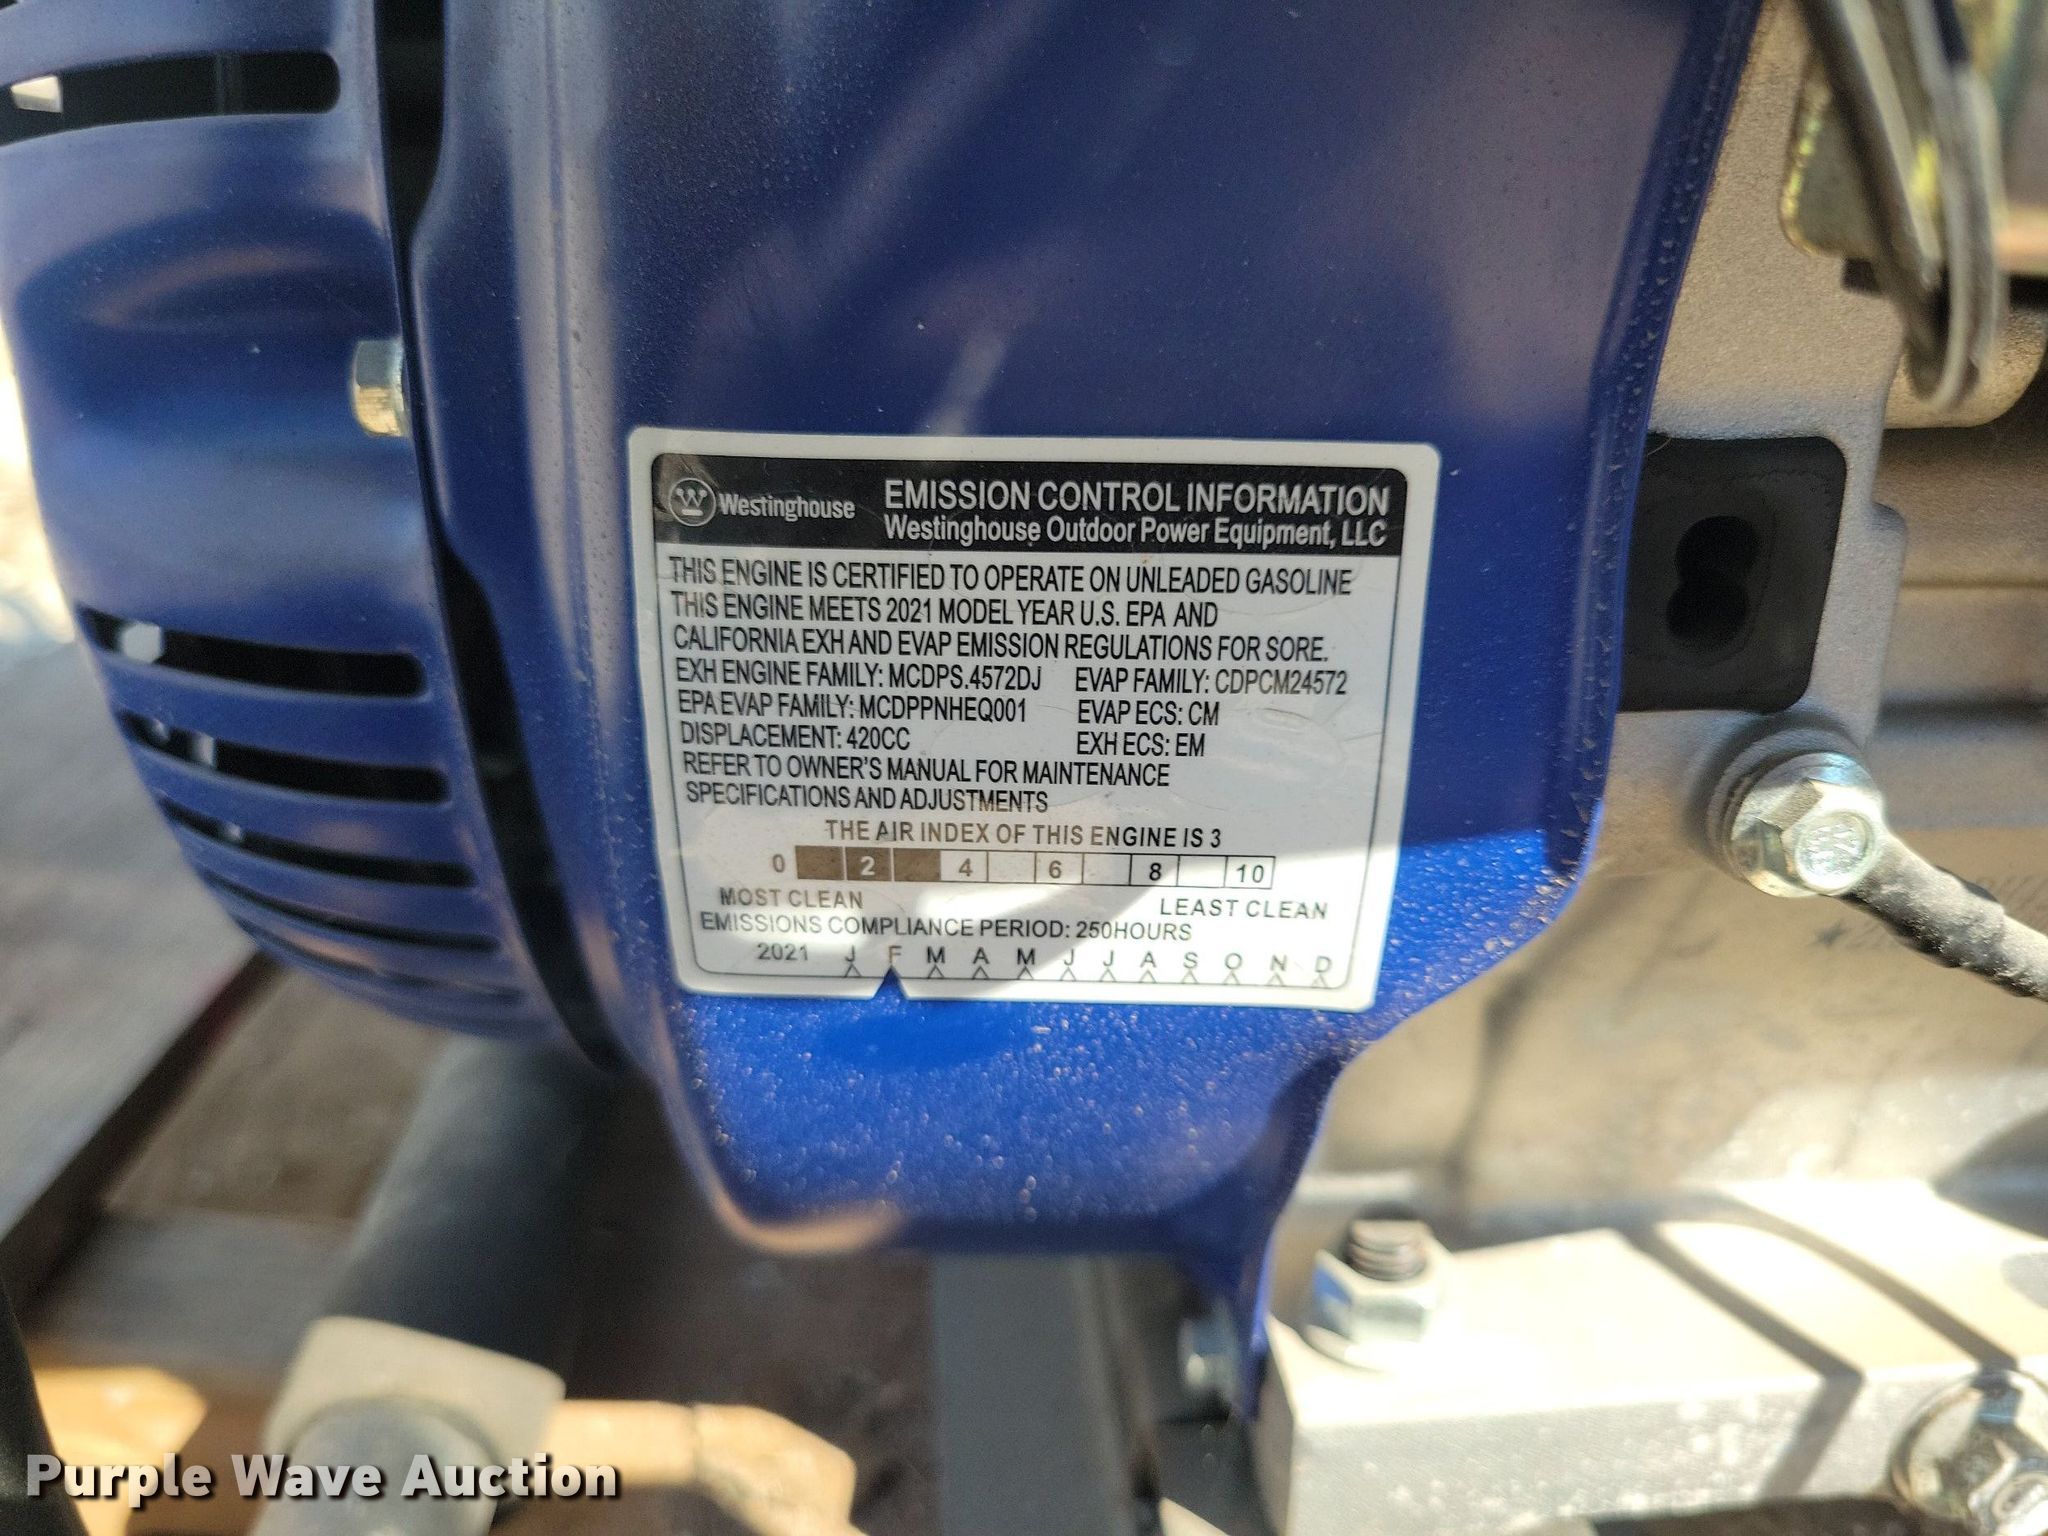 Westinghouse
EMISSION CONTROL INFORMATION
Westinghouse Outdoor Power Equipment, LLC
THIS ENGINE IS CERTIFIED TO OPERATE ON UNLEADED GASOLINE
THIS ENGINE MEETS 2021 MODEL YEAR U.S. EPA AND
CALIFORNIA EXH AND EVAP EMISSION REGULATIONS FOR SORE.
EXH ENGINE FAMILY: MCDPS.4572DJ EVAP FAMILY: CDPCM24572
EPA EVAP FAMILY: MCDPPNHEQ001 EVAP ECS: CM
DISPLACEMENT: 420CC EXH ECS: EM
REFER TO OWNER'S MANUAL FOR MAINTENANCE
SPECIFICATIONS AND ADJUSTMENTS
THE AIR INDEX OF THIS ENGINE IS 3
0 2 4 6 8 10
MOST CLEAN LEAST CLEAN
EMISSIONS COMPLIANCE PERIOD: 250HOURS
2021 J F M A M J J A S O N D
Purple Wave Auction